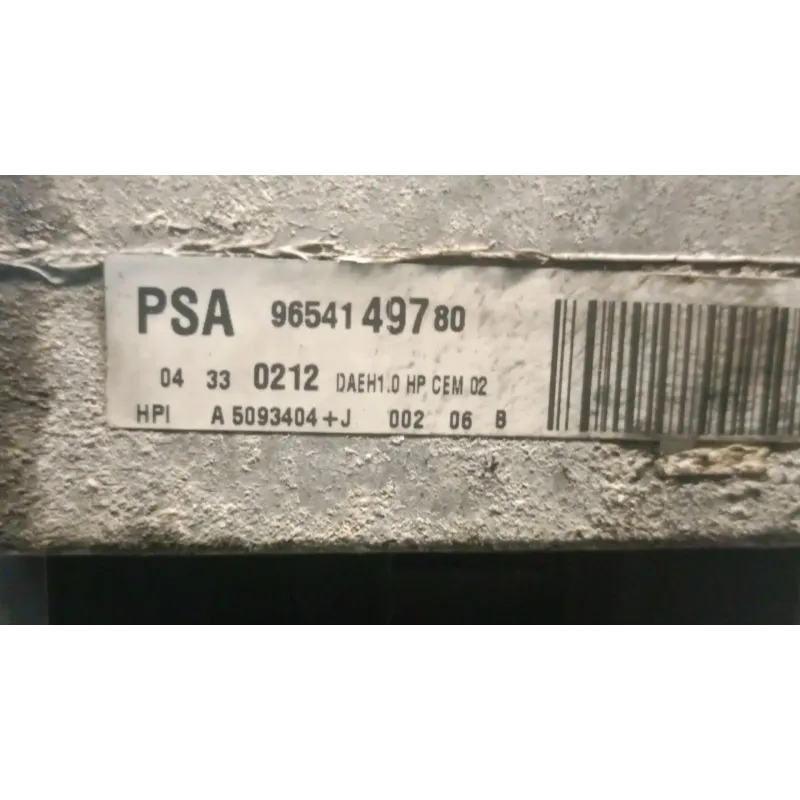 PSA 9654149780
04 33 0212 DAEH1.0 HP CEM 02
HPI A 5093404+J 002 06 B